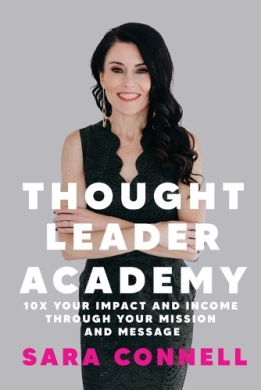 THOUGHT
LEADER
ACADEMY
10X YOUR IMPACT AND INCOME
THROUGH YOUR MISSION
AND MESSAGE
SARA CONNELL